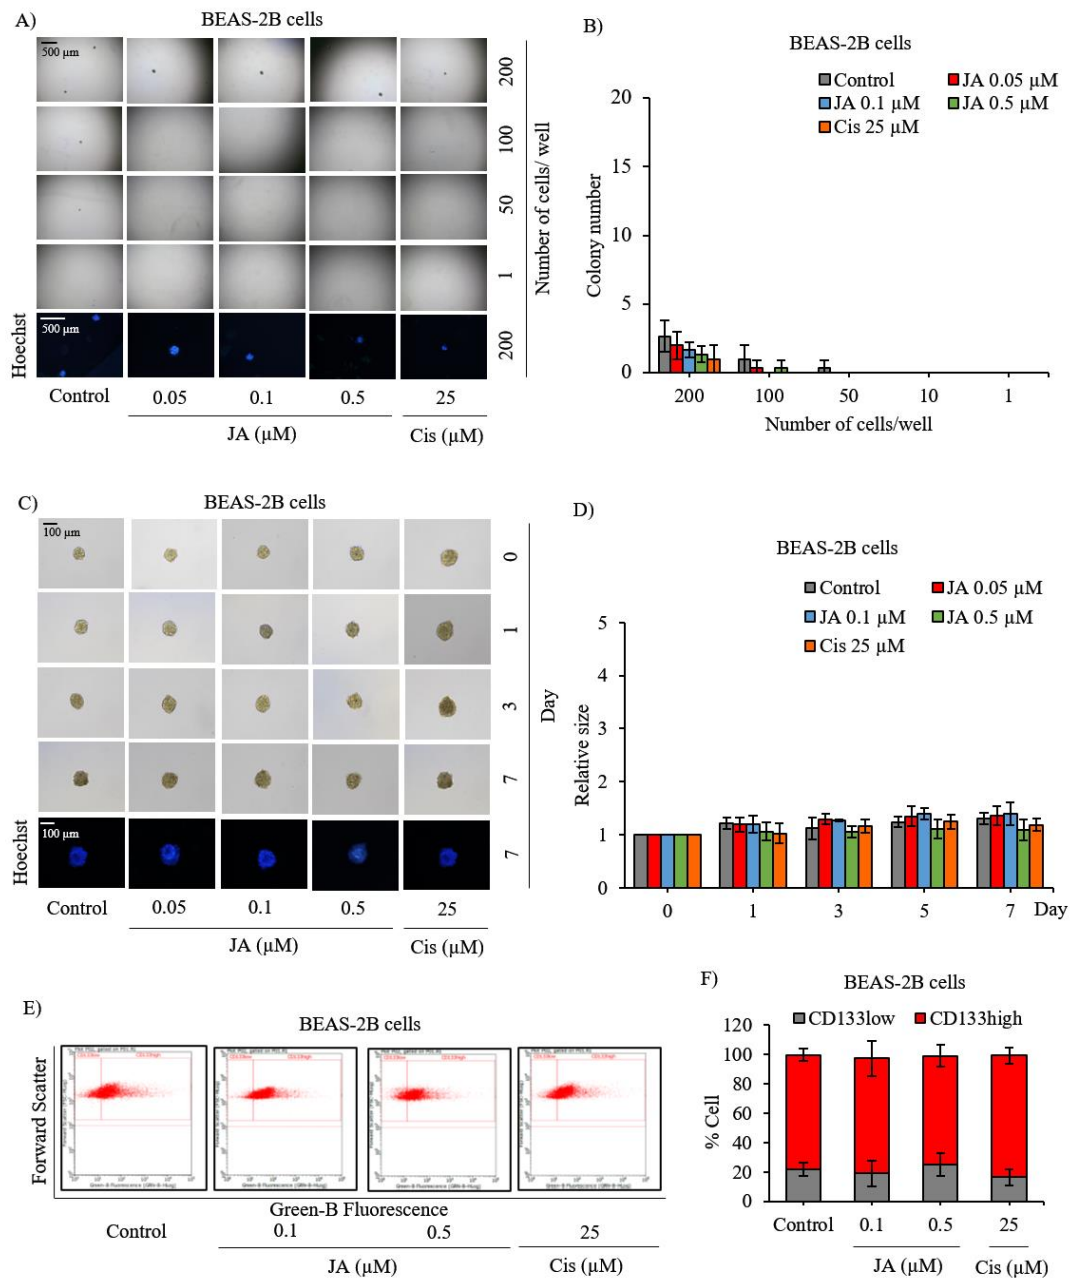 A)
BEAS-2B cells
500 µm
200
100
50
1
Number of cells/ well
Hoechst
500 µm
200
Control
0.05
0.1
0.5
25
JA (µM)
Cis (µM)
B)
BEAS-2B cells
Control
JA 0.05 µM
JA 0.1 µM
JA 0.5 µM
Cis 25 µM
Colony number
20
15
10
5
0
200
100
50
10
1
Number of cells/well
C)
BEAS-2B cells
100 µm
0
1
3
7
Day
Hoechst
100 µm
7
Control
0.05
0.1
0.5
25
JA (µM)
Cis (µM)
D)
BEAS-2B cells
Control
JA 0.05 µM
JA 0.1 µM
JA 0.5 µM
Cis 25 µM
Relative size
5
4
3
2
1
0
0
1
3
5
7
Day
E)
BEAS-2B cells
Forward Scatter
CD133high
CD133high
CD133high
CD133high
Green-B Fluorescence
Control
0.1
0.5
25
JA (µM)
Cis (µM)
F)
BEAS-2B cells
CD133low
CD133high
% Cell
120
100
80
60
40
20
0
Control
0.1
0.5
25
JA (µM)
Cis (µM)